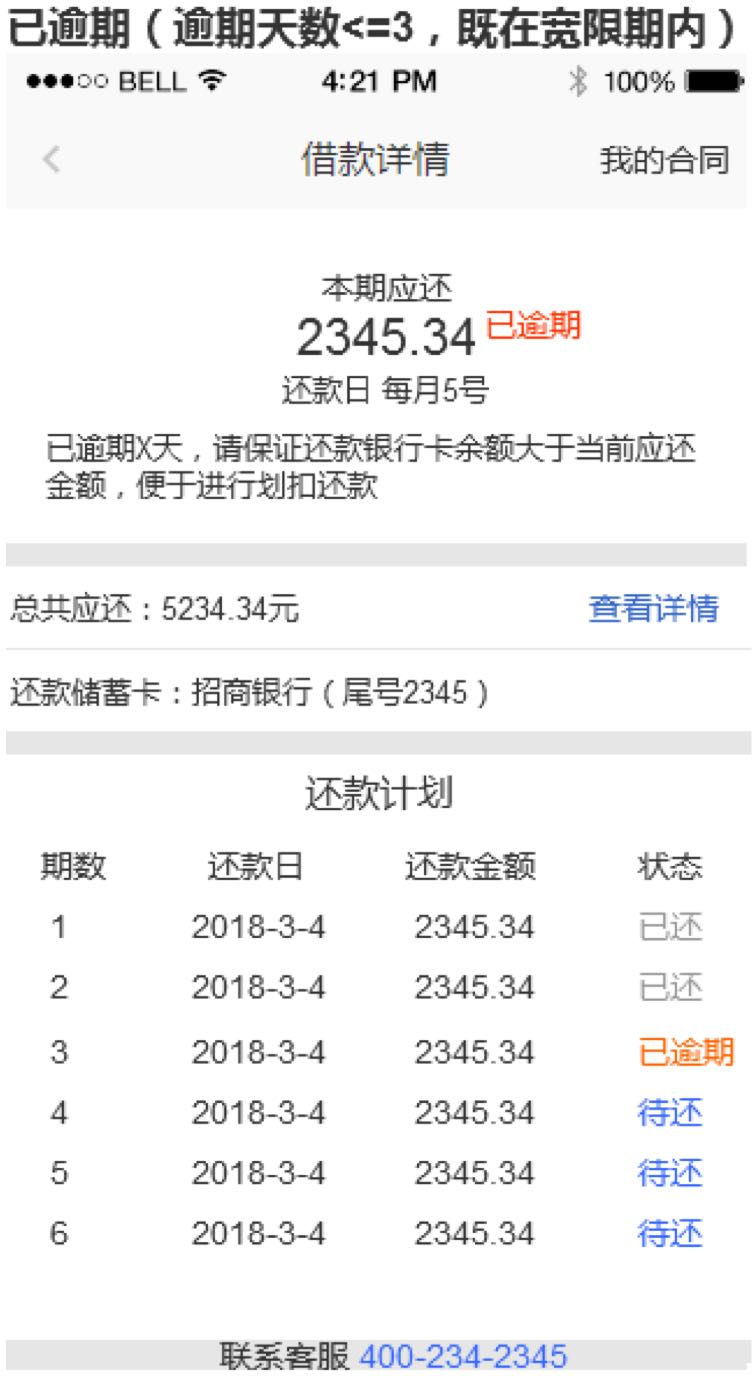 已逾期（逾期天数<=3，既在宽限期内）
BELL 4:21 PM 100%
< 借款详情 我的合同
本期应还
2345.34 已逾期
还款日 每月5号
已逾期X天，请保证还款银行卡余额大于当前应还
金额，便于进行划扣还款
总共应还：5234.34元 查看详情
还款储蓄卡：招商银行（尾号2345）
还款计划
期数 还款日 还款金额 状态
1 2018-3-4 2345.34 已还
2 2018-3-4 2345.34 已还
3 2018-3-4 2345.34 已逾期
4 2018-3-4 2345.34 待还
5 2018-3-4 2345.34 待还
6 2018-3-4 2345.34 待还
联系客服 400-234-2345